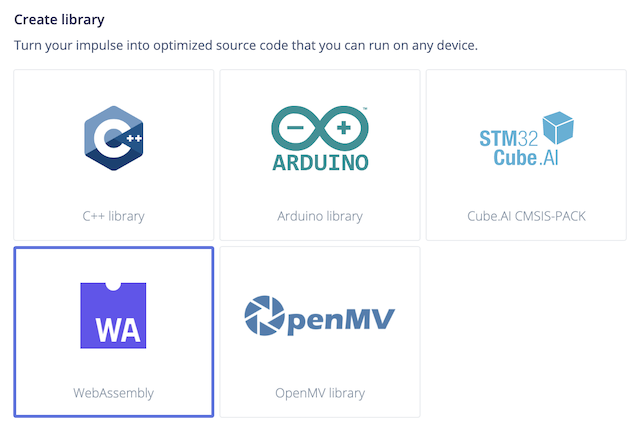 Create library
Turn your impulse into optimized source code that you can run on any device.
C++
ARDUINO™
STM32
Cube.AI
C++ library
Arduino library
Cube.AI CMSIS-PACK
WA
OpenMV
WebAssembly
OpenMV library